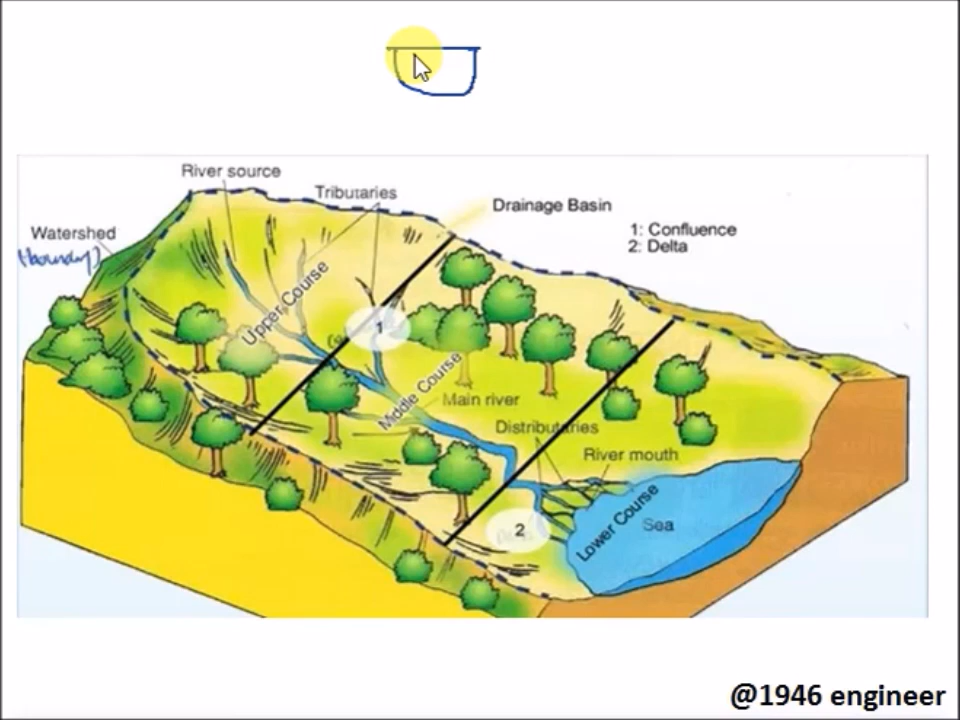 River source
Tributaries
Drainage Basin
Watershed
1: Confluence
2: Delta
Upper Course
1
Middle Course
Main river
Distributaries
River mouth
Lower Course
Sea
2
@1946 engineer